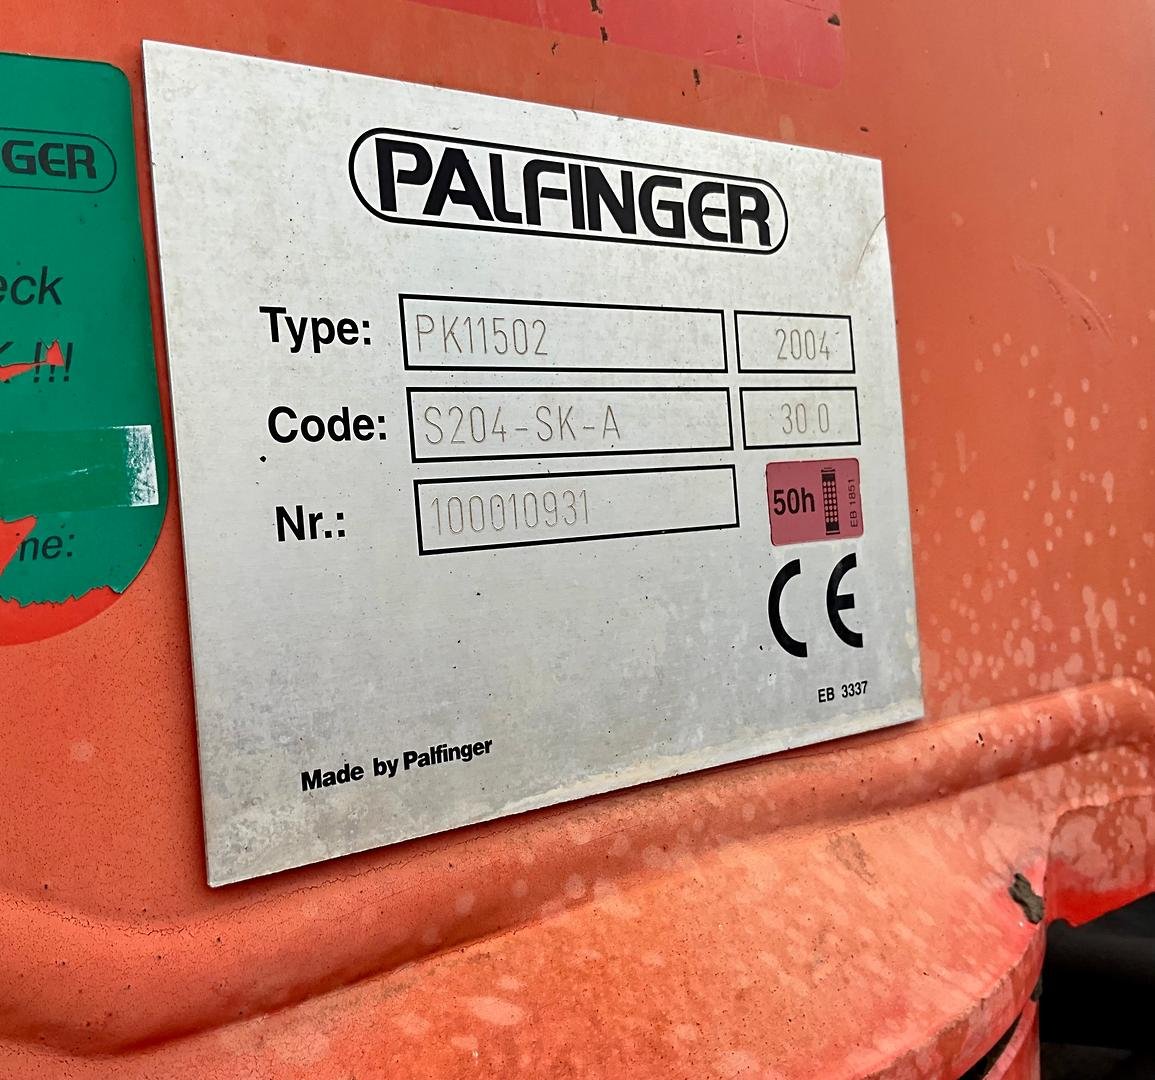 PALFINGER
Type: PK11502 2004
Code: S204-SK-A 30.0
Nr.: 100010931
50h
EB 1851
CE
EB 3337
Made by Palfinger
GER
eck
!!!
ne: